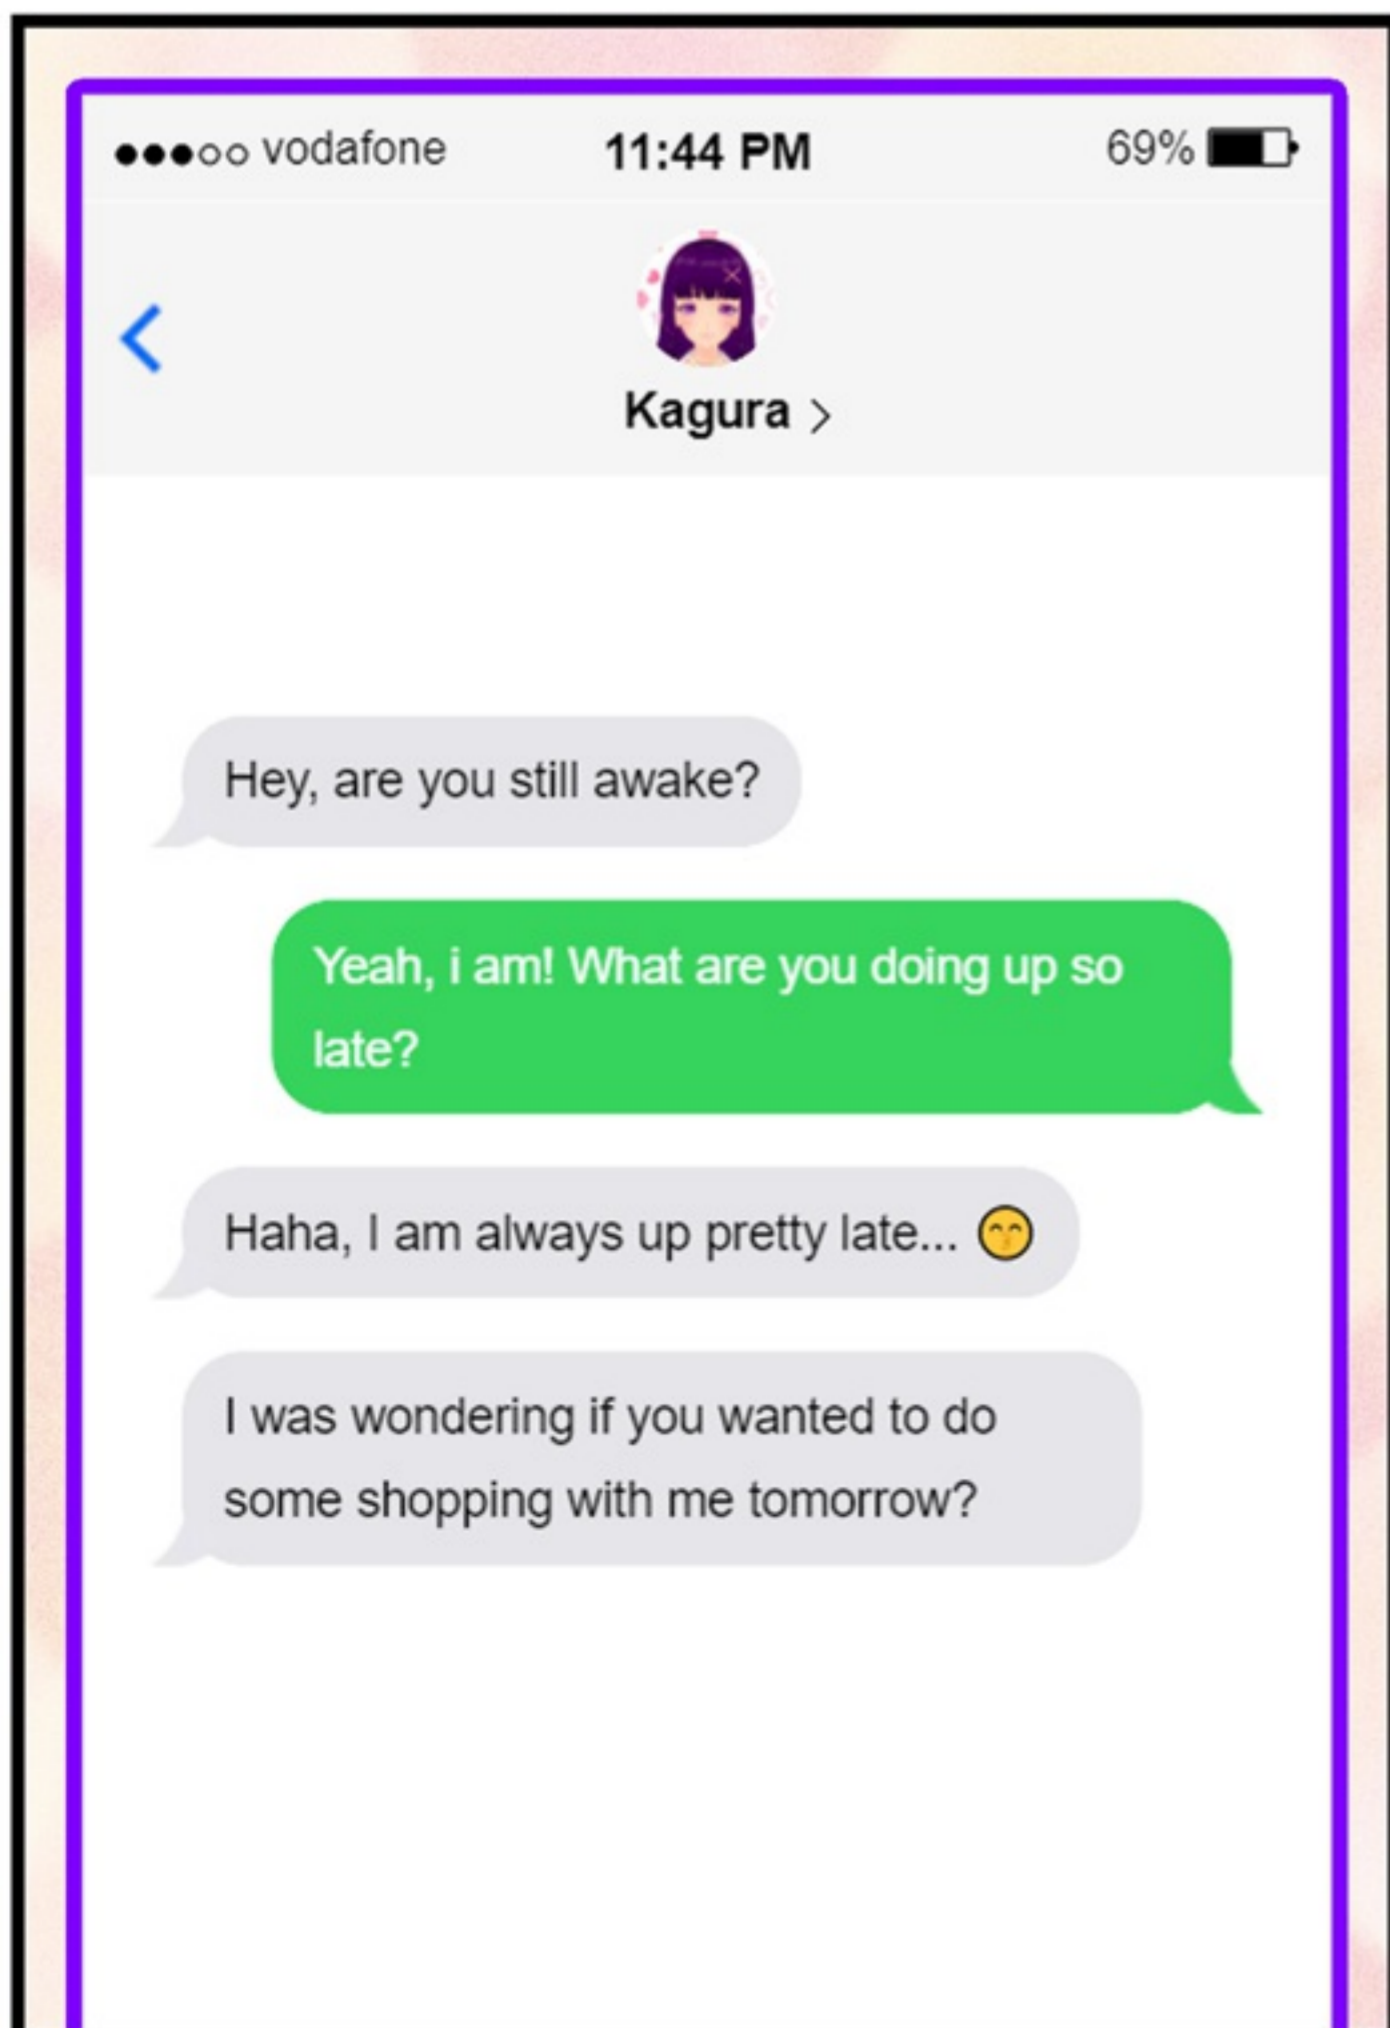 vodafone 11:44 PM 69%
Kagura
Hey, are you still awake?
Yeah, i am! What are you doing up so
late?
Haha, I am always up pretty late... 😙
I was wondering if you wanted to do
some shopping with me tomorrow?